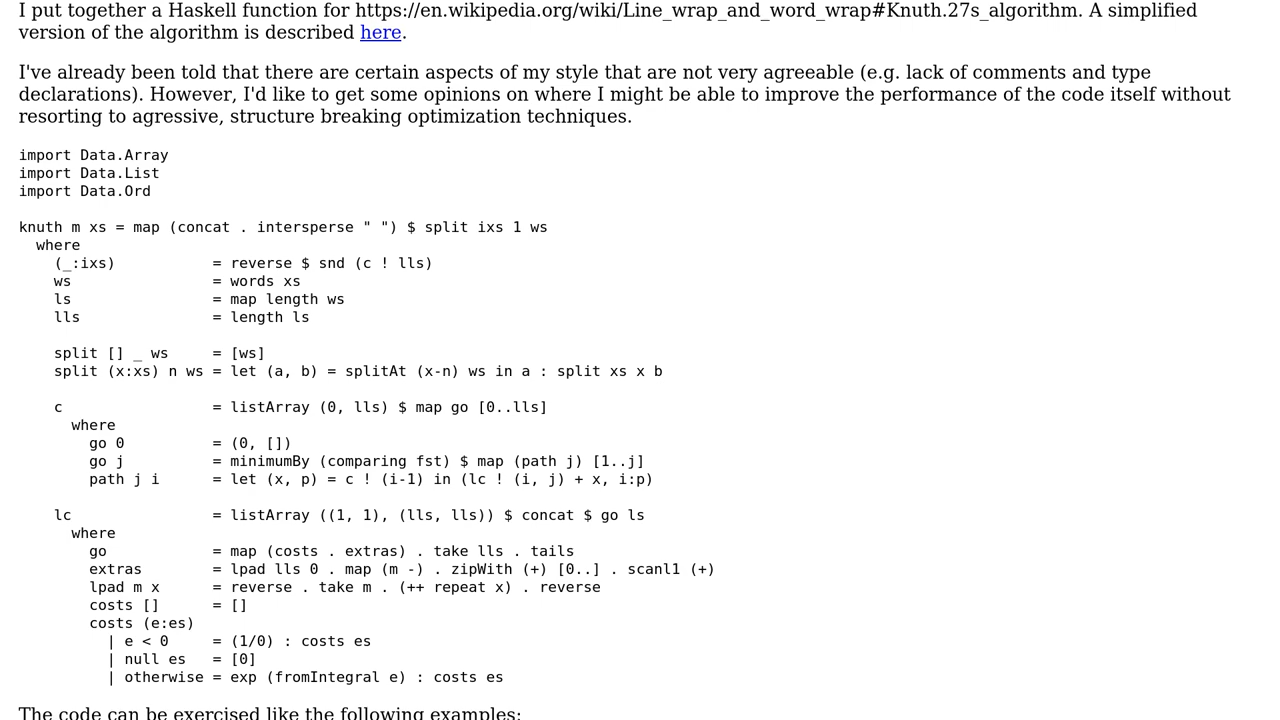 I put together a Haskell function for https://en.wikipedia.org/wiki/Line_wrap_and_word_wrap#Knuth.27s_algorithm. A simplified
version of the algorithm is described here.
I've already been told that there are certain aspects of my style that are not very agreeable (e.g. lack of comments and type
declarations). However, I'd like to get some opinions on where I might be able to improve the performance of the code itself without
resorting to agressive, structure breaking optimization techniques.
import Data.Array
import Data.List
import Data.Ord
knuth m xs = map (concat . intersperse " ") $ split ixs 1 ws
  where
    (_:ixs)           = reverse $ snd (c ! lls)
    ws                = words xs
    ls                = map length ws
    lls               = length ls
    split [] _ ws     = [ws]
    split (x:xs) n ws = let (a, b) = splitAt (x-n) ws in a : split xs x b
    c                 = listArray (0, lls) $ map go [0..lls]
      where
        go 0          = (0, [])
        go j          = minimumBy (comparing fst) $ map (path j) [1..j]
        path j i      = let (x, p) = c ! (i-1) in (lc ! (i, j) + x, i:p)
    lc                = listArray ((1, 1), (lls, lls)) $ concat $ go ls
      where
        go            = map (costs . extras) . take lls . tails
        extras        = lpad lls 0 . map (m -) . zipWith (+) [0..] . scanl1 (+)
        lpad m x      = reverse . take m . (++ repeat x) . reverse
        costs []      = []
        costs (e:es)
          | e < 0     = (1/0) : costs es
          | null es   = [0]
          | otherwise = exp (fromIntegral e) : costs es
The code can be exercised like the following examples: